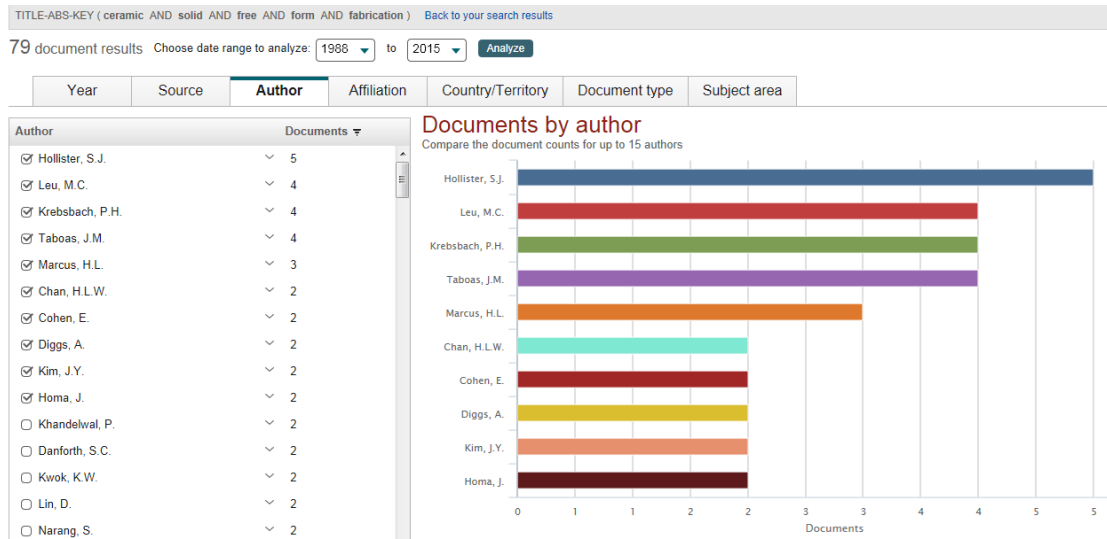 TITLE-ABS-KEY ( ceramic AND solid AND free AND form AND fabrication ) Back to your search results
79 document results Choose date range to analyze: 1988 to 2015 Analyze
Year Source Author Affiliation Country/Territory Document type Subject area
Author Documents
Hollister, S.J. 5
Leu, M.C. 4
Krebsbach, P.H. 4
Taboas, J.M. 4
Marcus, H.L. 3
Chan, H.L.W. 2
Cohen, E. 2
Diggs, A. 2
Kim, J.Y. 2
Homa, J. 2
Khandelwal, P. 2
Danforth, S.C. 2
Kwok, K.W. 2
Lin, D. 2
Narang, S. 2
Documents by author
Compare the document counts for up to 15 authors
Hollister, S.J.
Leu, M.C.
Krebsbach, P.H.
Taboas, J.M.
Marcus, H.L.
Chan, H.L.W.
Cohen, E.
Diggs, A.
Kim, J.Y.
Homa, J.
0 1 1 2 2 3 3 4 4 5 5
Documents